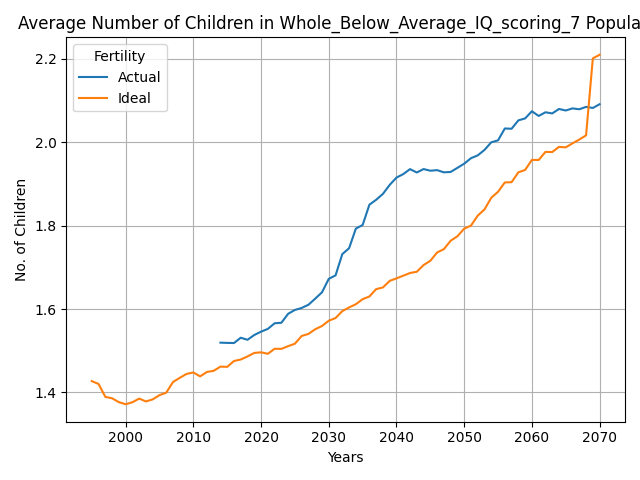 Average Number of Children in Whole_Below_Average_IQ_scoring_7 Popula
Fertility
Actual
Ideal
No. of Children
2.2
2.0
1.8
1.6
1.4
2000 2010 2020 2030 2040 2050 2060 2070
Years